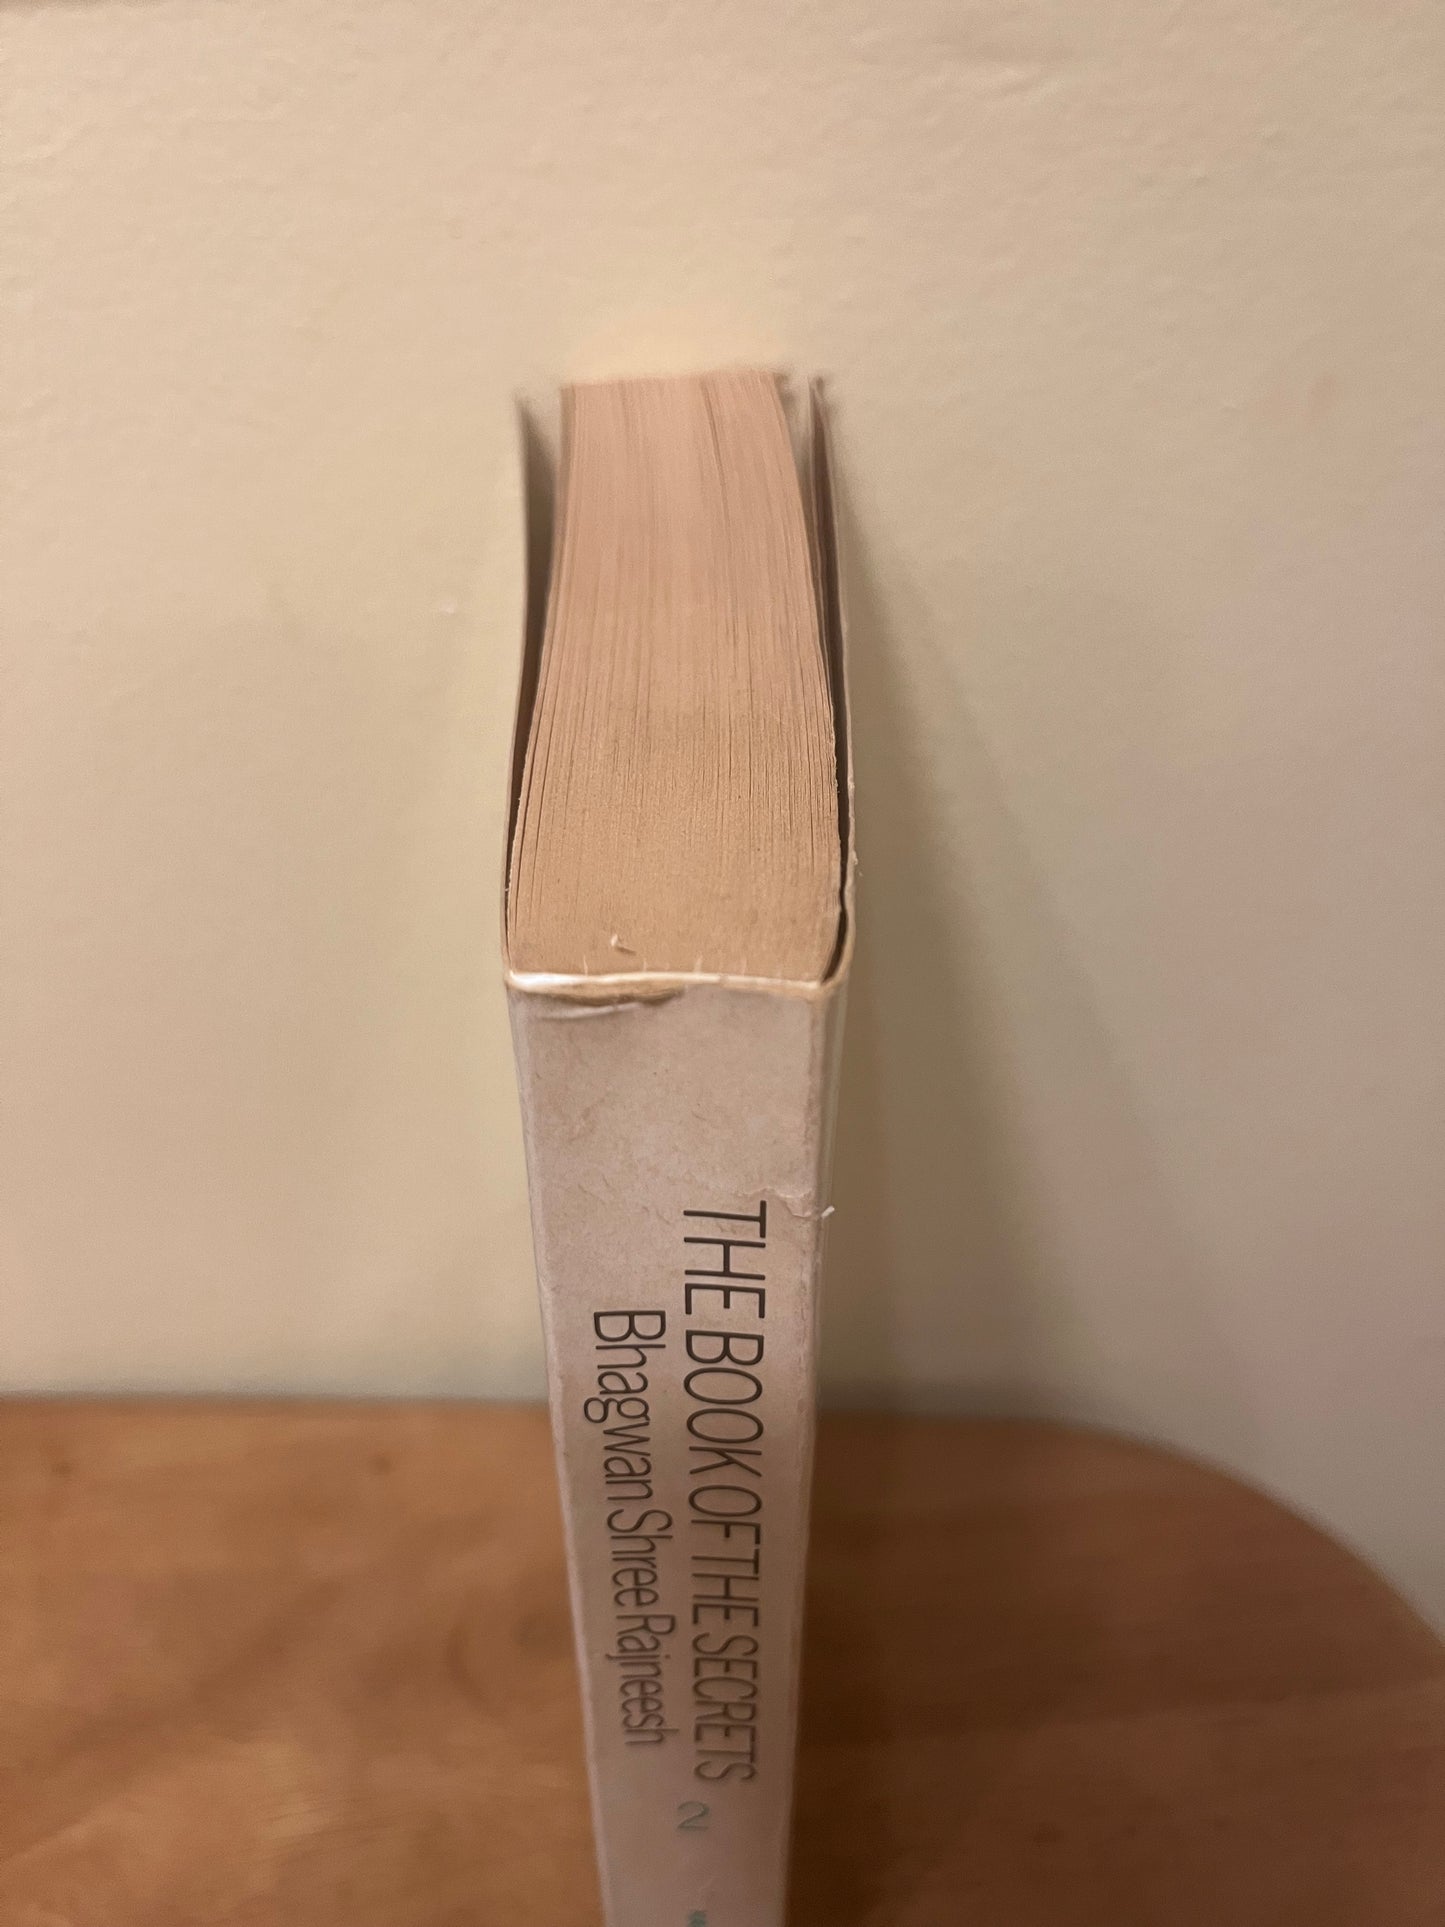 THE BOOK OF THE SECRETS
Bhagwan Shree Rajneesh
2